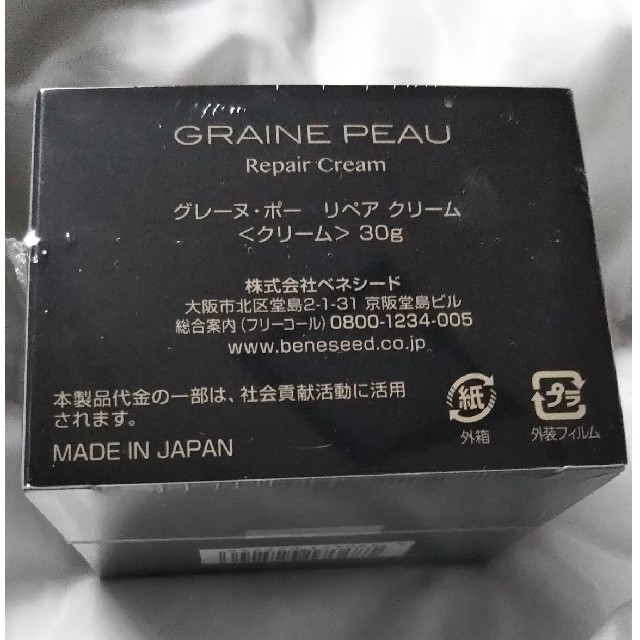 GRAINE PEAU
Repair Cream
グレーヌ・ポー リペア クリーム
<クリーム> 30g
株式会社ベネシード
大阪市北区堂島2-1-31 京阪堂島ビル
総合案内（フリーコール）0800-1234-005
www.beneseed.co.jp
本製品代金の一部は、社会貢献活動に活用
されます。
MADE IN JAPAN
紙
外箱
プラ
外装フィルム